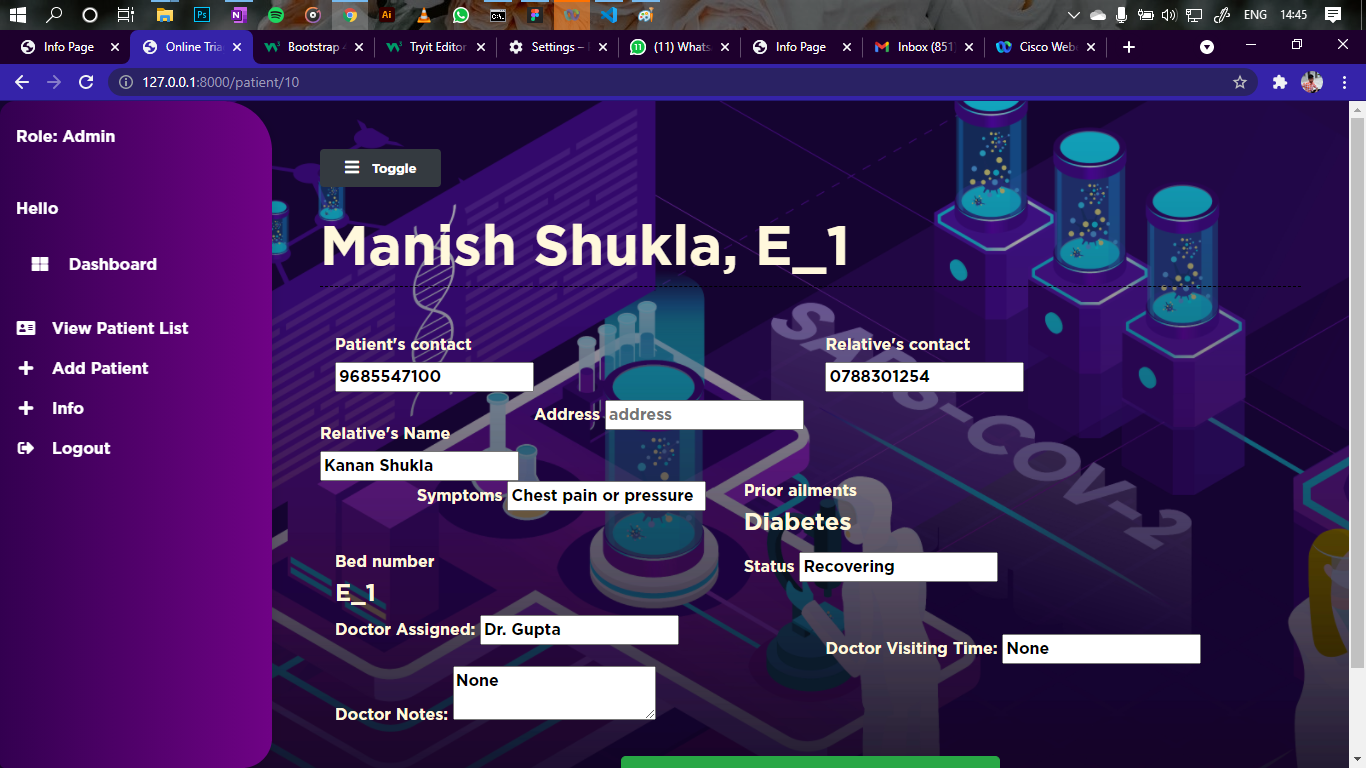 ENG 14:45
Info Page
Online Tria
Bootstrap
Tryit Editor
Settings –
(11) Whats
Info Page
Inbox (851)
Cisco Web
127.0.0.1:8000/patient/10
Role: Admin
Hello
Dashboard
View Patient List
Add Patient
Info
Logout
Toggle
Manish Shukla, E_1
Patient's contact
Relative's contact
9685547100
0788301254
Address address
Relative's Name
Kanan Shukla
Symptoms Chest pain or pressure
Prior ailments
Diabetes
Bed number
Status Recovering
E_1
Doctor Assigned: Dr. Gupta
Doctor Visiting Time: None
None
Doctor Notes:
SARS-COV-2